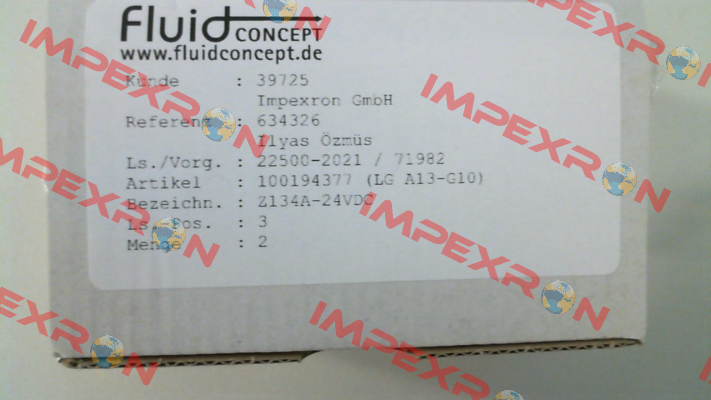 Fluid CONCEPT
www.fluidconcept.de
Kunde : 39725
Impexron GmbH
Referenz : 634326
Ilyas Özmüs
Ls./Vorg. : 22500-2021 / 71982
Artikel : 100194377 (LG A13-G10)
Bezeichn. : Z134A-24VDC
Ls. Pos. : 3
Menge : 2
IMPEXRON
IMPEXRON
IMPEXRON
IMPEXRON
IMPEXRON
IMPEXRON